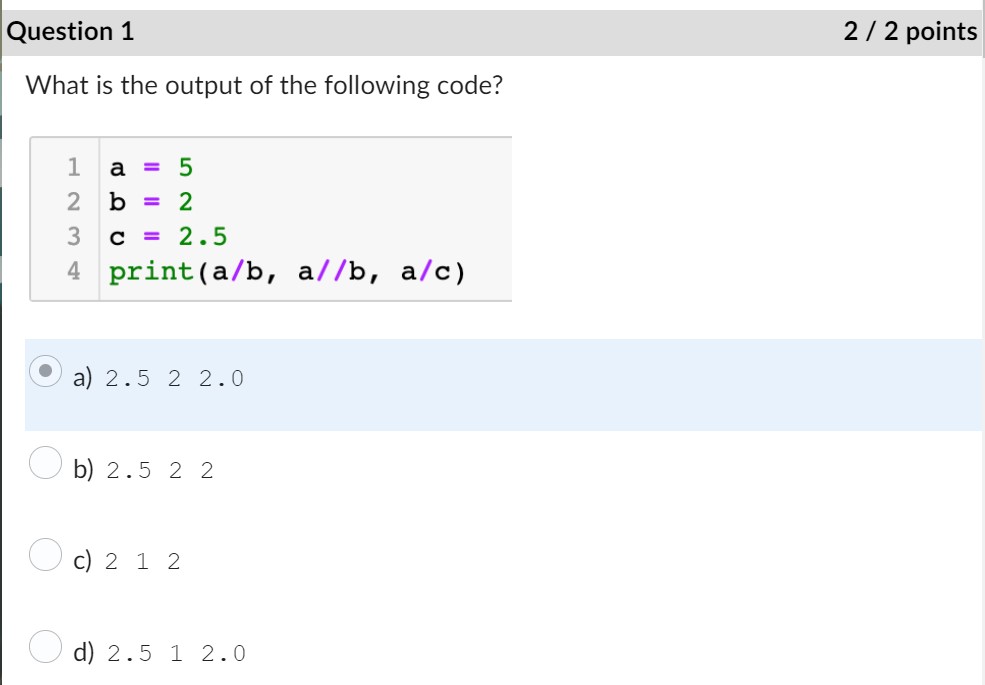 Question 1 2 / 2 points
What is the output of the following code?
1 a = 5
2 b = 2
3 c = 2.5
4 print(a/b, a//b, a/c)
a) 2.5 2 2.0
b) 2.5 2 2
c) 2 1 2
d) 2.5 1 2.0